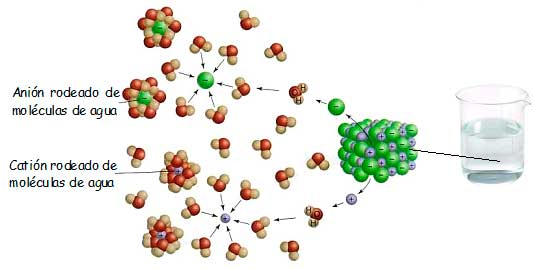 Anión rodeado de
moléculas de agua
Catión rodeado de
moléculas de agua
H
H
O
H
H
O